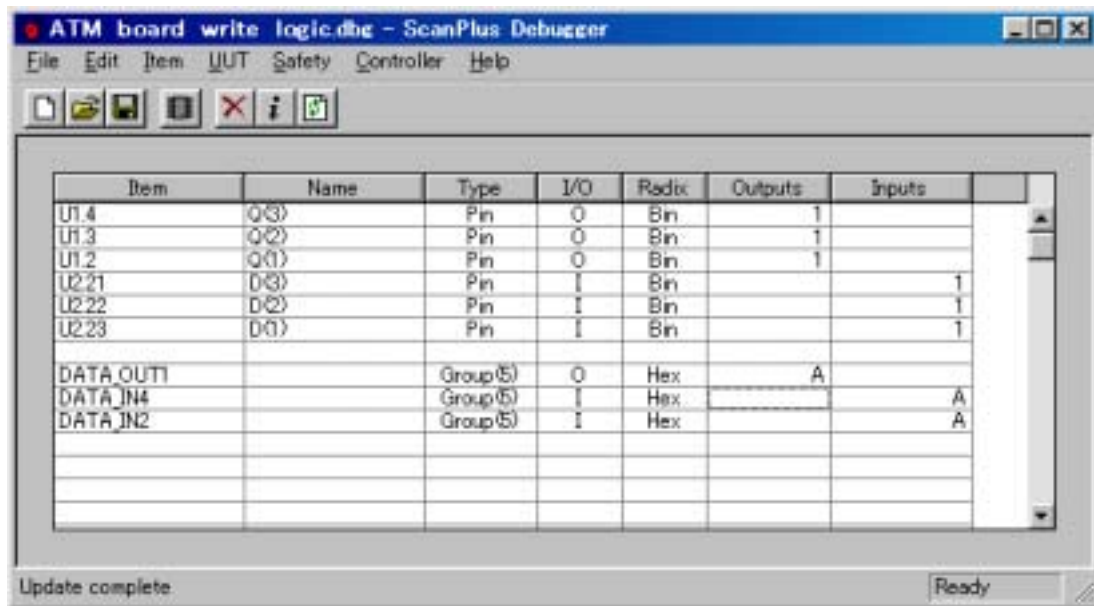 ATM board write logic.dbg - ScanPlus Debugger
File Edit Item UUT Safety Controller Help
Item Name Type I/O Radix Outputs Inputs
U1.4 Q(3) Pin O Bin 1
U1.3 Q(2) Pin O Bin 1
U1.2 Q(1) Pin O Bin 1
U2.21 D(3) Pin I Bin 1
U2.22 D(2) Pin I Bin 1
U2.23 D(1) Pin I Bin 1
DATA_OUT1 Group(5) O Hex A
DATA_IN4 Group(5) I Hex A
DATA_IN2 Group(5) I Hex A
Update complete Ready